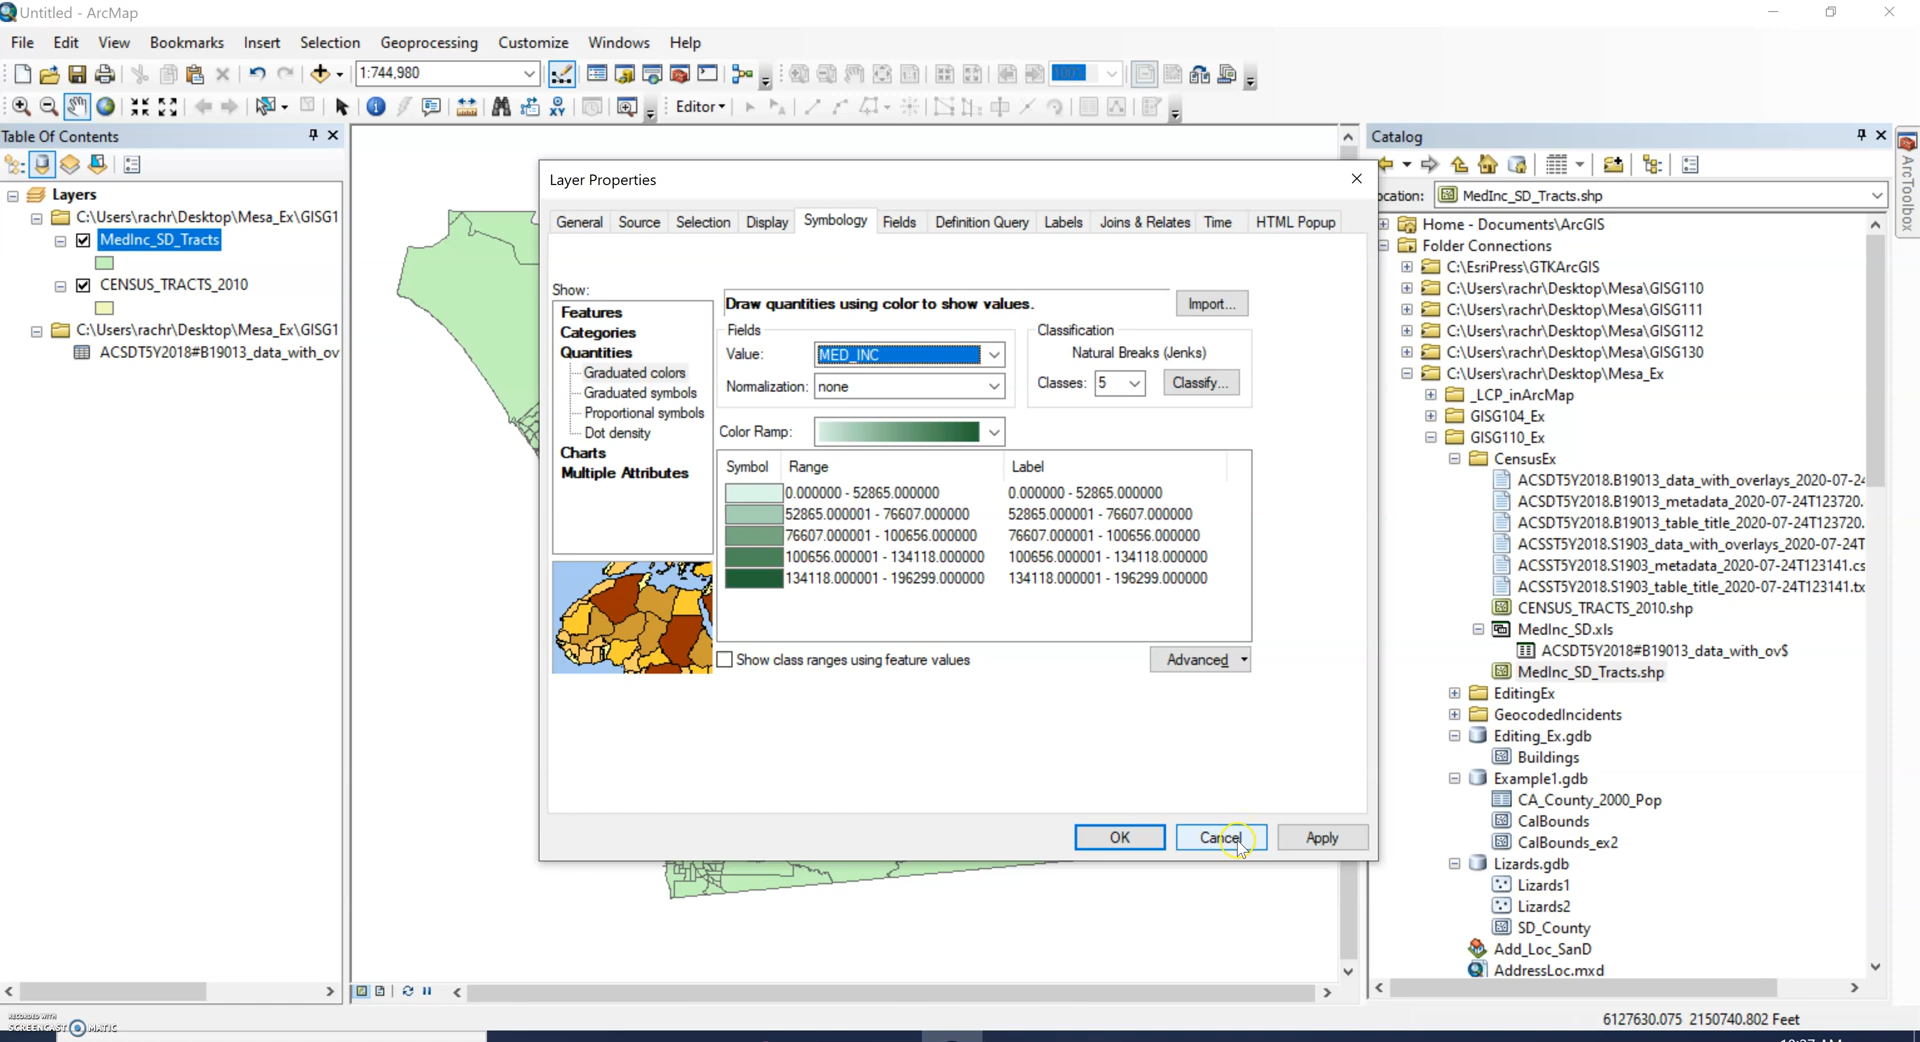 Untitled - ArcMap
File Edit View Bookmarks Insert Selection Geoprocessing Customize Windows Help
1:744,980
100%
Editor
Table Of Contents
Layers
C:\Users\rachr\Desktop\Mesa_Ex\GISG1
MedInc_SD_Tracts
CENSUS_TRACTS_2010
C:\Users\rachr\Desktop\Mesa_Ex\GISG1
ACSDT5Y2018#B19013_data_with_ov
Layer Properties
General Source Selection Display Symbology Fields Definition Query Labels Joins & Relates Time HTML Popup
Show:
Features
Categories
Quantities
Graduated colors
Graduated symbols
Proportional symbols
Dot density
Charts
Multiple Attributes
Draw quantities using color to show values.
Import...
Fields
Value: MED_INC
Normalization: none
Classification
Natural Breaks (Jenks)
Classes: 5 Classify...
Color Ramp:
Symbol Range Label
0.000000 - 52865.000000 0.000000 - 52865.000000
52865.000001 - 76607.000000 52865.000001 - 76607.000000
76607.000001 - 100656.000000 76607.000001 - 100656.000000
100656.000001 - 134118.000000 100656.000001 - 134118.000000
134118.000001 - 196299.000000 134118.000001 - 196299.000000
Show class ranges using feature values
Advanced
OK Cancel Apply
Catalog
ocation: MedInc_SD_Tracts.shp
Home - Documents\ArcGIS
Folder Connections
C:\EsriPress\GTKArcGIS
C:\Users\rachr\Desktop\Mesa\GISG110
C:\Users\rachr\Desktop\Mesa\GISG111
C:\Users\rachr\Desktop\Mesa\GISG112
C:\Users\rachr\Desktop\Mesa\GISG130
C:\Users\rachr\Desktop\Mesa_Ex
_LCP_inArcMap
GISG104_Ex
GISG110_Ex
CensusEx
ACSDT5Y2018.B19013_data_with_overlays_2020-07-24
ACSDT5Y2018.B19013_metadata_2020-07-24T123720.
ACSDT5Y2018.B19013_table_title_2020-07-24T123720.
ACSST5Y2018.S1903_data_with_overlays_2020-07-24T
ACSST5Y2018.S1903_metadata_2020-07-24T123141.cs
ACSST5Y2018.S1903_table_title_2020-07-24T123141.tx
CENSUS_TRACTS_2010.shp
MedInc_SD.xls
ACSDT5Y2018#B19013_data_with_ov$
MedInc_SD_Tracts.shp
EditingEx
GeocodedIncidents
Editing_Ex.gdb
Buildings
Example1.gdb
CA_County_2000_Pop
CalBounds
CalBounds_ex2
Lizards.gdb
Lizards1
Lizards2
SD_County
Add_Loc_SanD
AddressLoc.mxd
ArcToolbox
6127630.075 2150740.802 Feet
RECORDED WITH
SCREENCAST MATIC